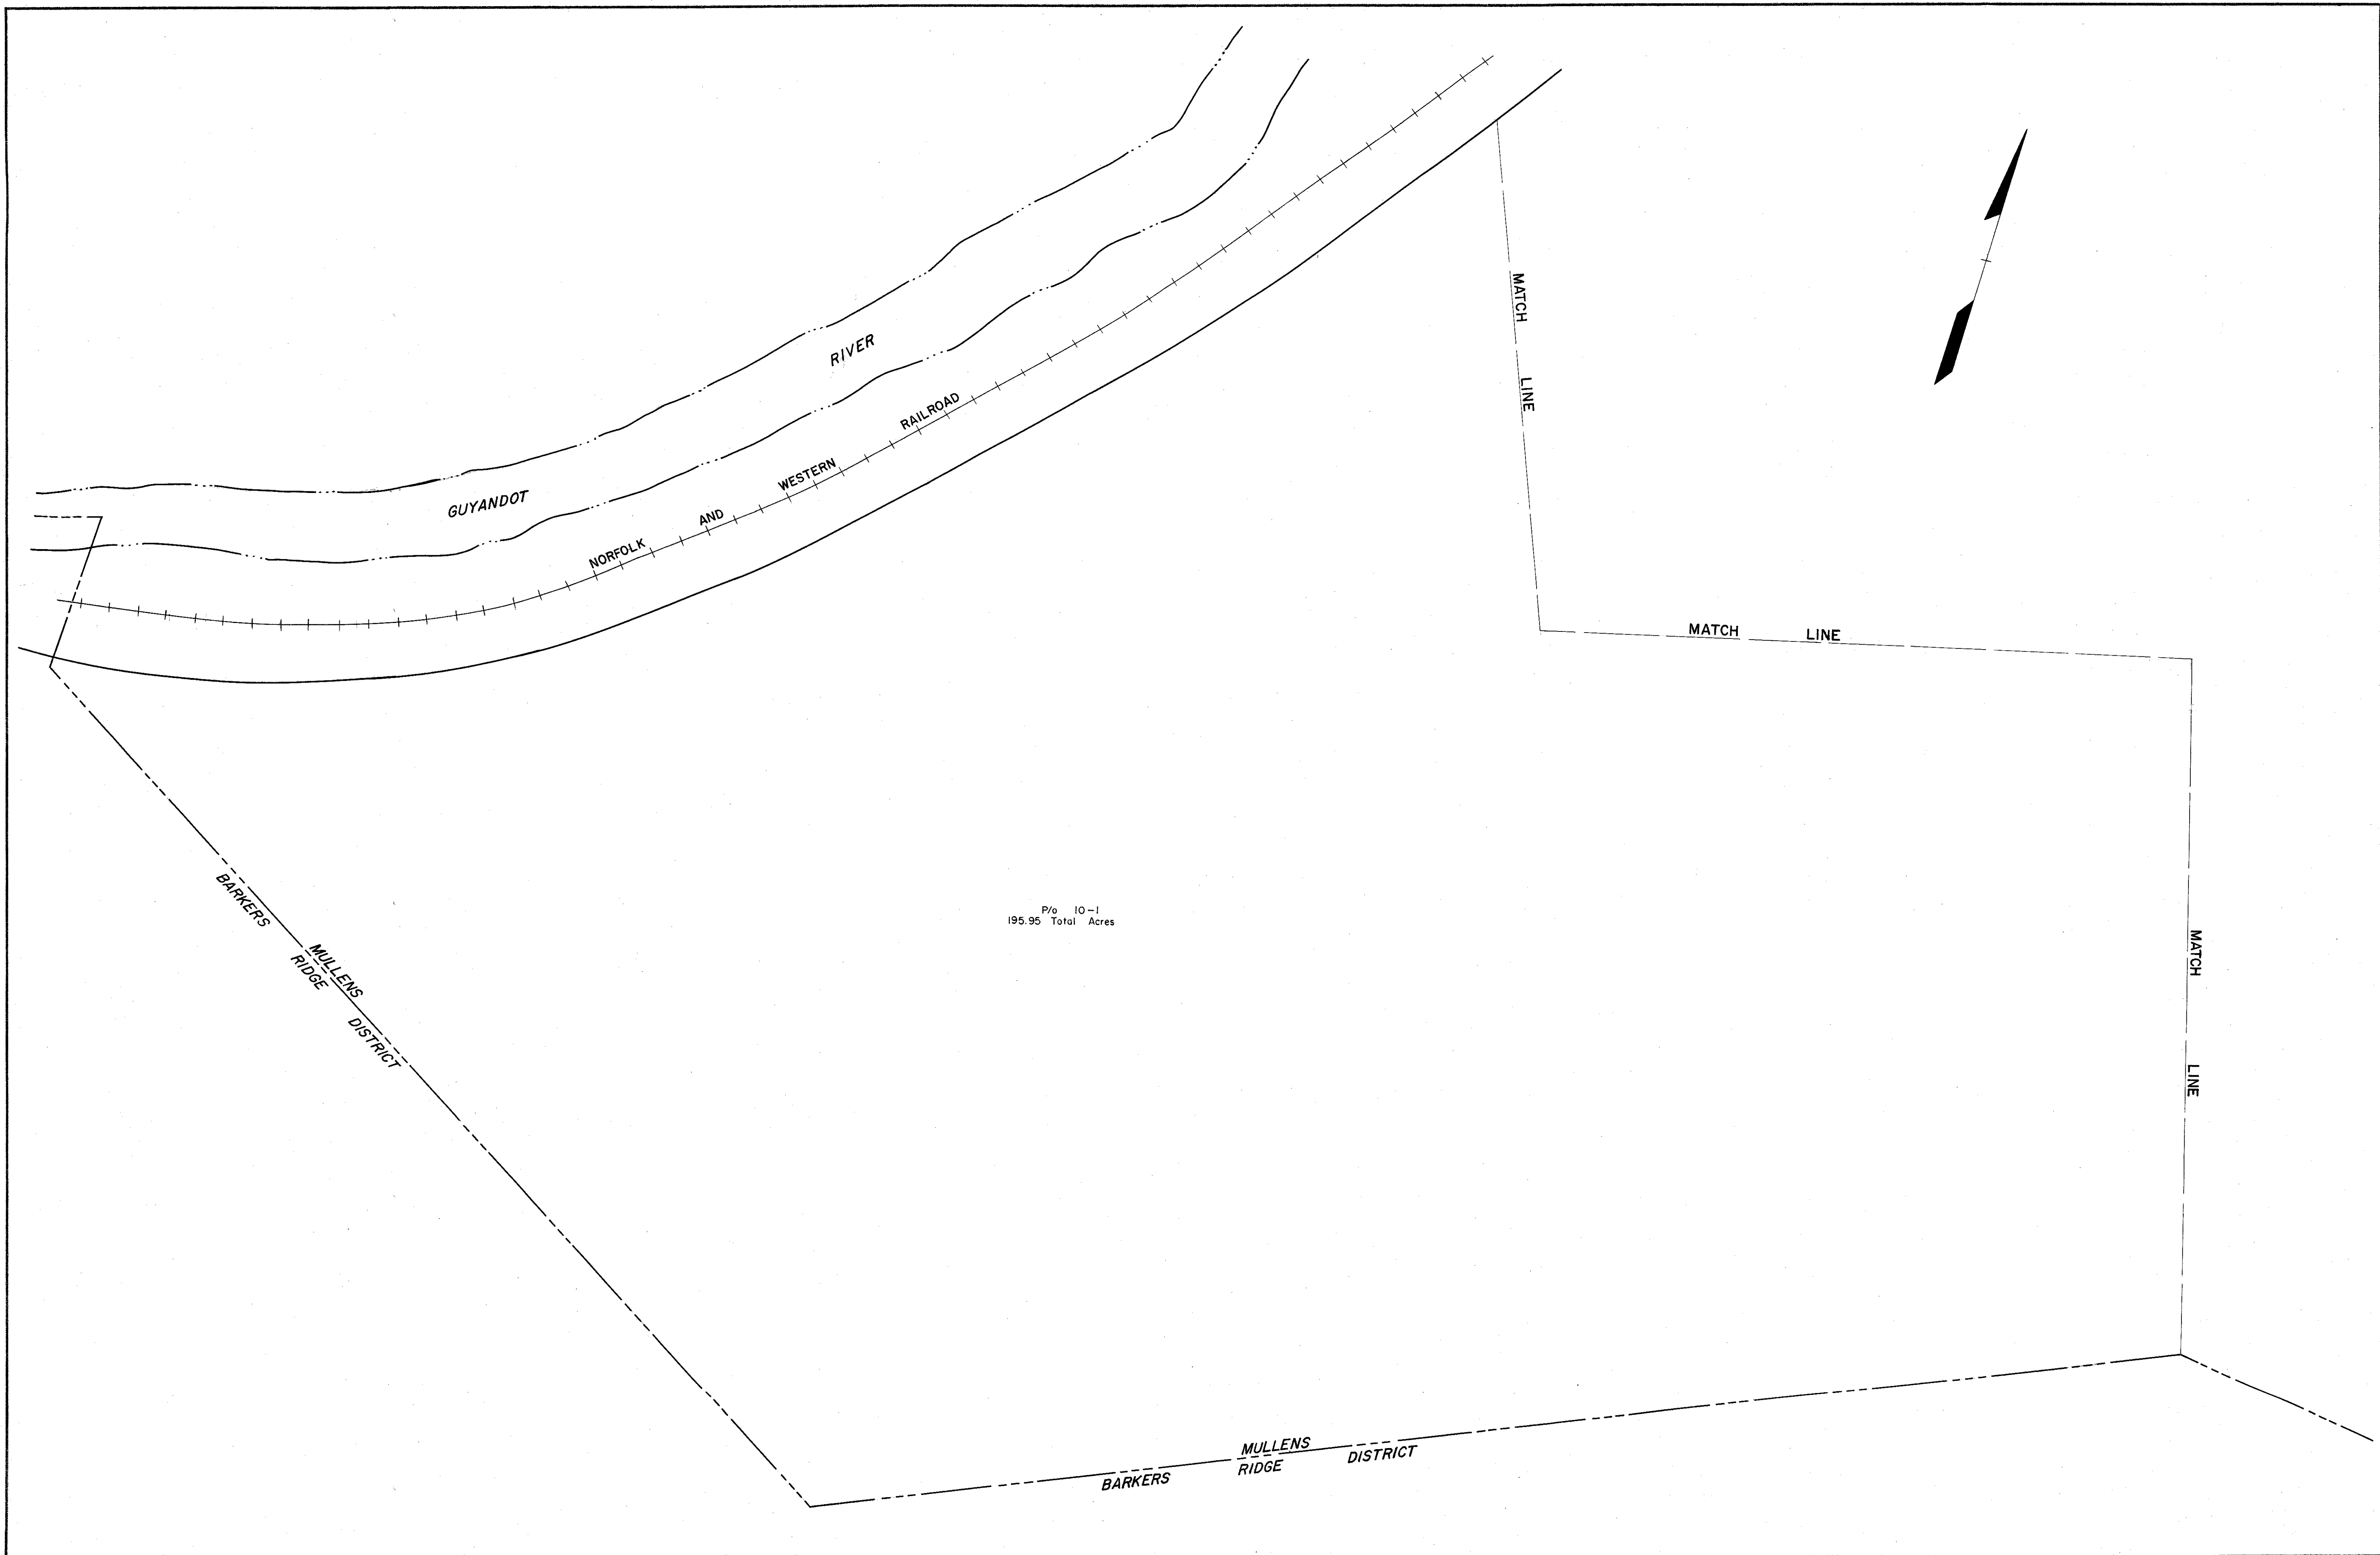 GUYANDOT RIVER
NORFOLK AND WESTERN RAILROAD
MATCH LINE
MATCH LINE
P/o 10-1
195.95 Total Acres
MULLENS
BARKERS RIDGE DISTRICT
MATCH LINE
MULLENS
BARKERS RIDGE DISTRICT